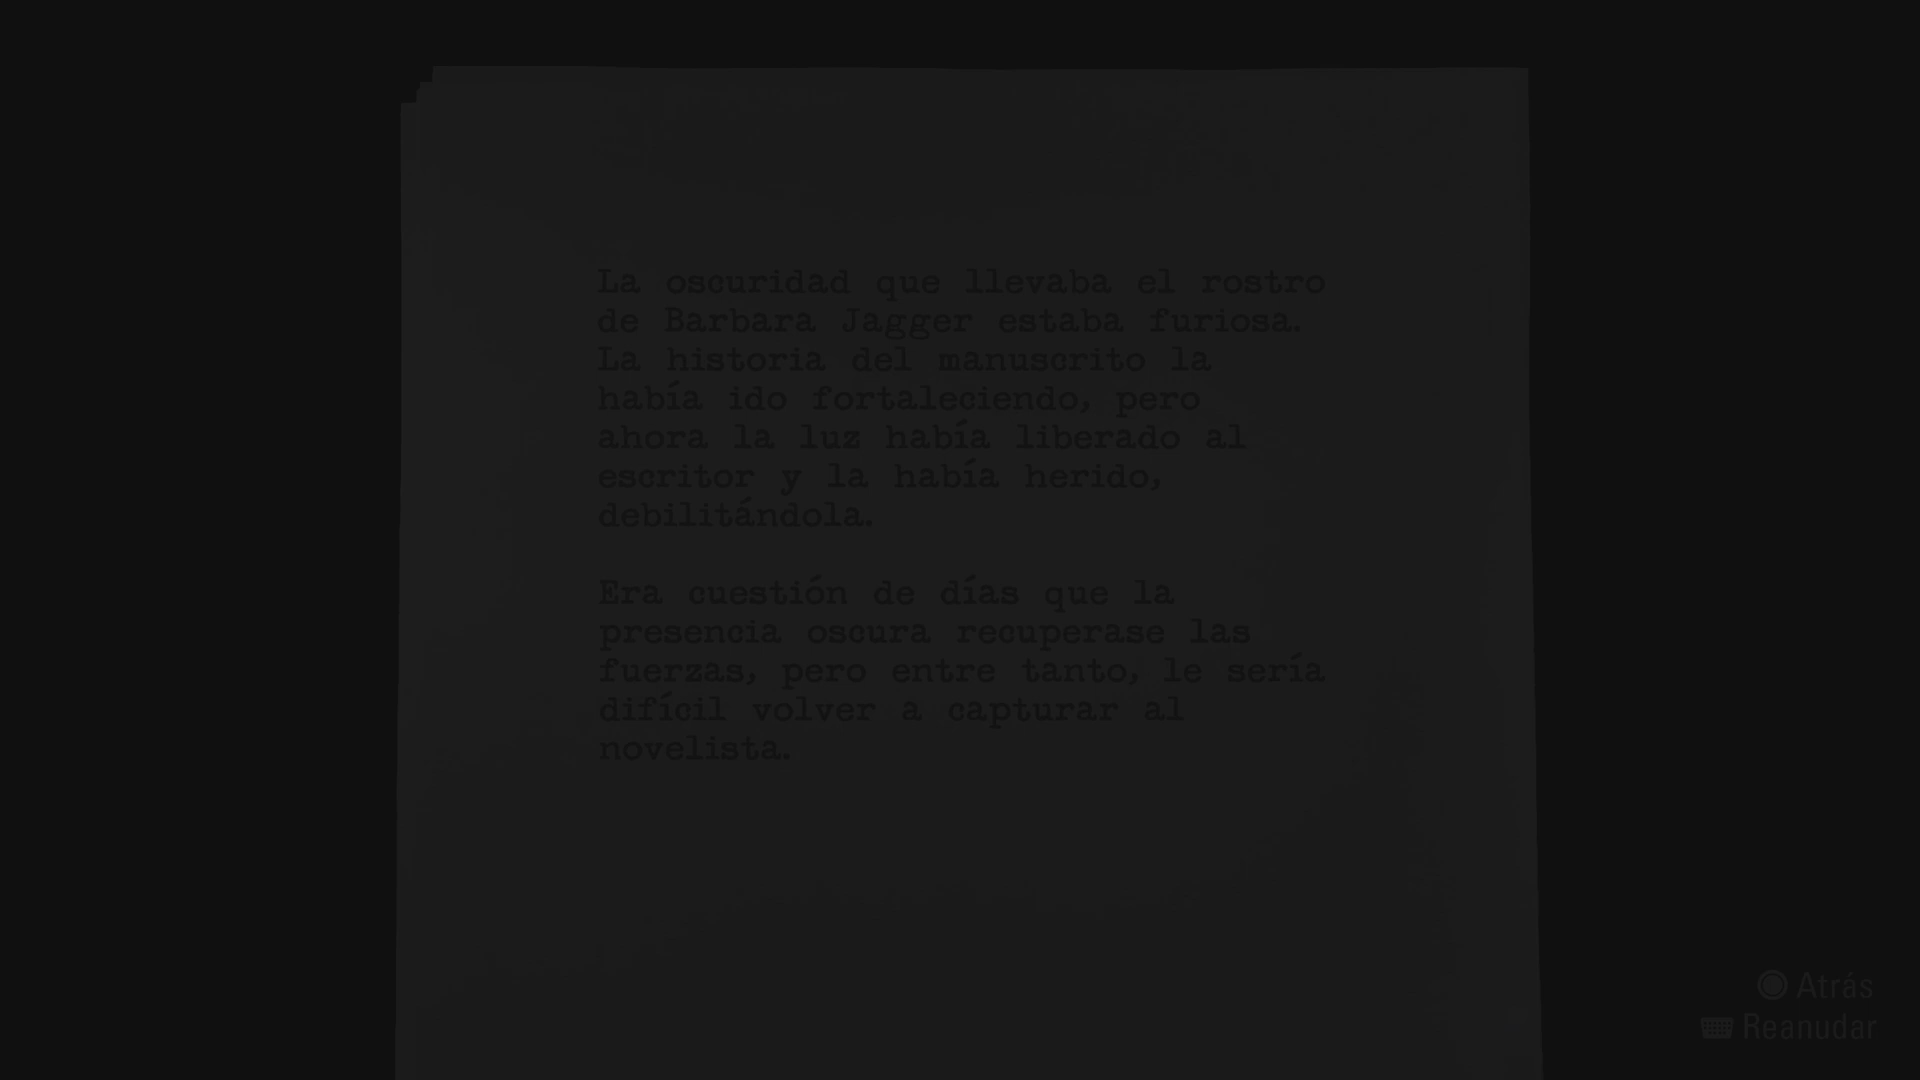 La oscuridad que llevaba el rostro
de Barbara Jagger estaba furiosa.
La historia del manuscrito la
había ido fortaleciendo, pero
ahora la luz había liberado al
escritor y la había herido,
debilitándola.
Era cuestión de días que la
presencia oscura recuperase las
fuerzas, pero entre tanto, le sería
difícil volver a capturar al
novelista.
Atrás
Reanudar